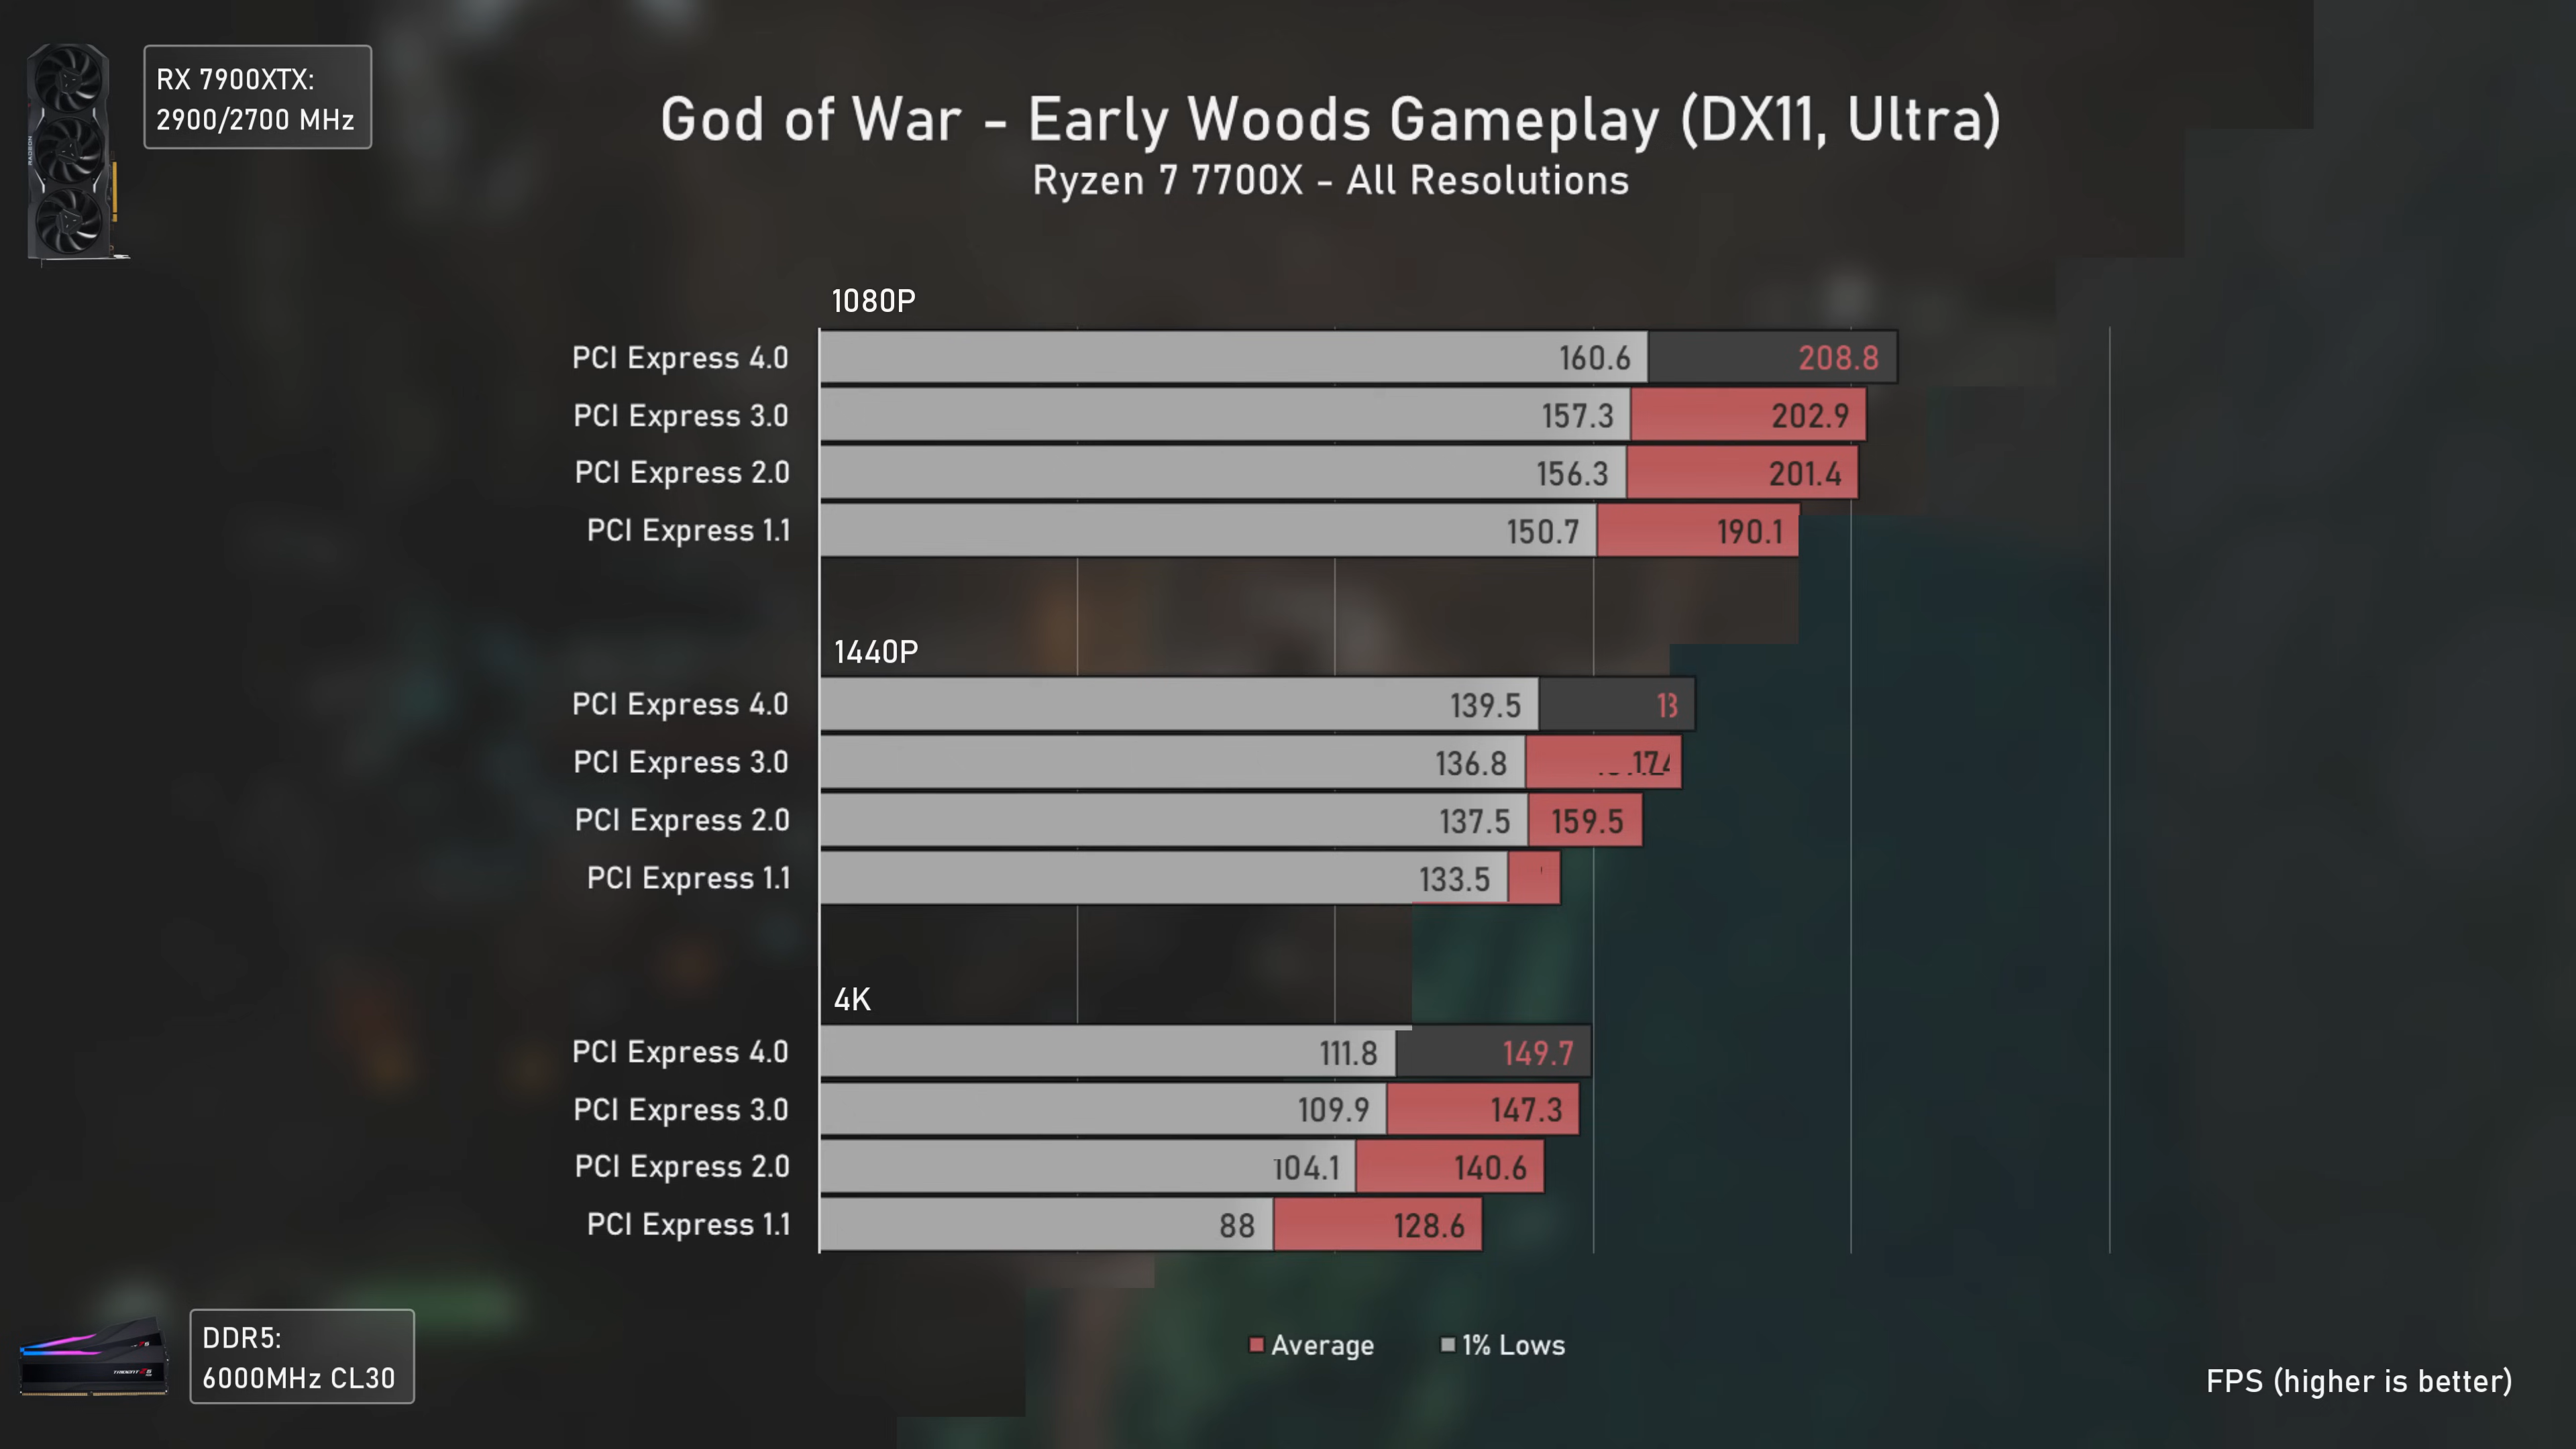 RX 7900XTX:
2900/2700 MHz
God of War - Early Woods Gameplay (DX11, Ultra)
Ryzen 7 7700X - All Resolutions
1080P
PCI Express 4.0 160.6 208.8
PCI Express 3.0 157.3 202.9
PCI Express 2.0 156.3 201.4
PCI Express 1.1 150.7 190.1
1440P
PCI Express 4.0 139.5
PCI Express 3.0 136.8
PCI Express 2.0 137.5 159.5
PCI Express 1.1 133.5
4K
PCI Express 4.0 111.8 149.7
PCI Express 3.0 109.9 147.3
PCI Express 2.0 104.1 140.6
PCI Express 1.1 88 128.6
Average 1% Lows
DDR5:
6000MHz CL30
FPS (higher is better)